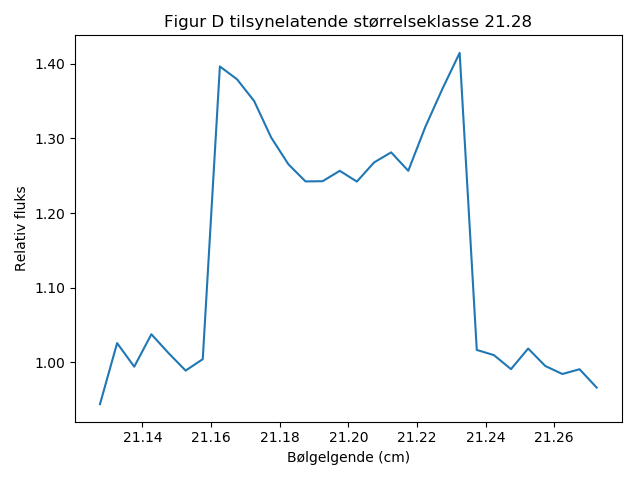 Figur D tilsynelatende størrelseklasse 21.28
Relativ fluks
1.40
1.30
1.20
1.10
1.00
21.14 21.16 21.18 21.20 21.22 21.24 21.26
Bølgelgende (cm)